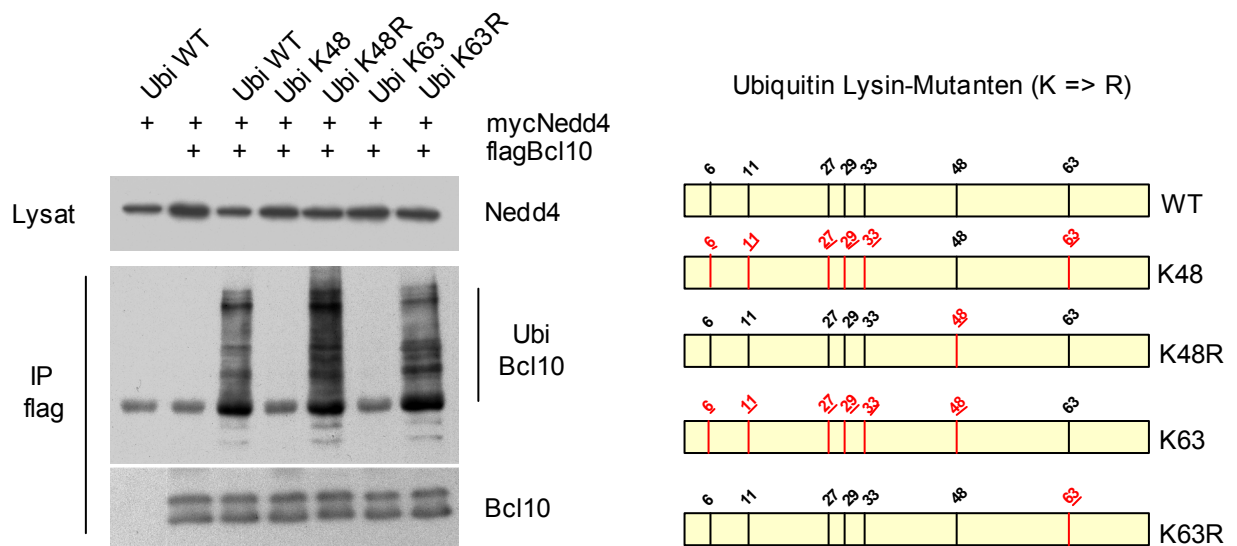 Ubi WT
Ubi WT
Ubi K48
Ubi K48R
Ubi K63
Ubi K63R
+ + + + + + + mycNedd4
+ + + + + + flagBcl10
Lysat
Nedd4
IP
flag
Ubi
Bcl10
Bcl10
Ubiquitin Lysin-Mutanten (K => R)
6 11 27 29 33 48 63
WT
6 11 27 29 33 48 63
K48
6 11 27 29 33 48 63
K48R
6 11 27 29 33 48 63
K63
6 11 27 29 33 48 63
K63R